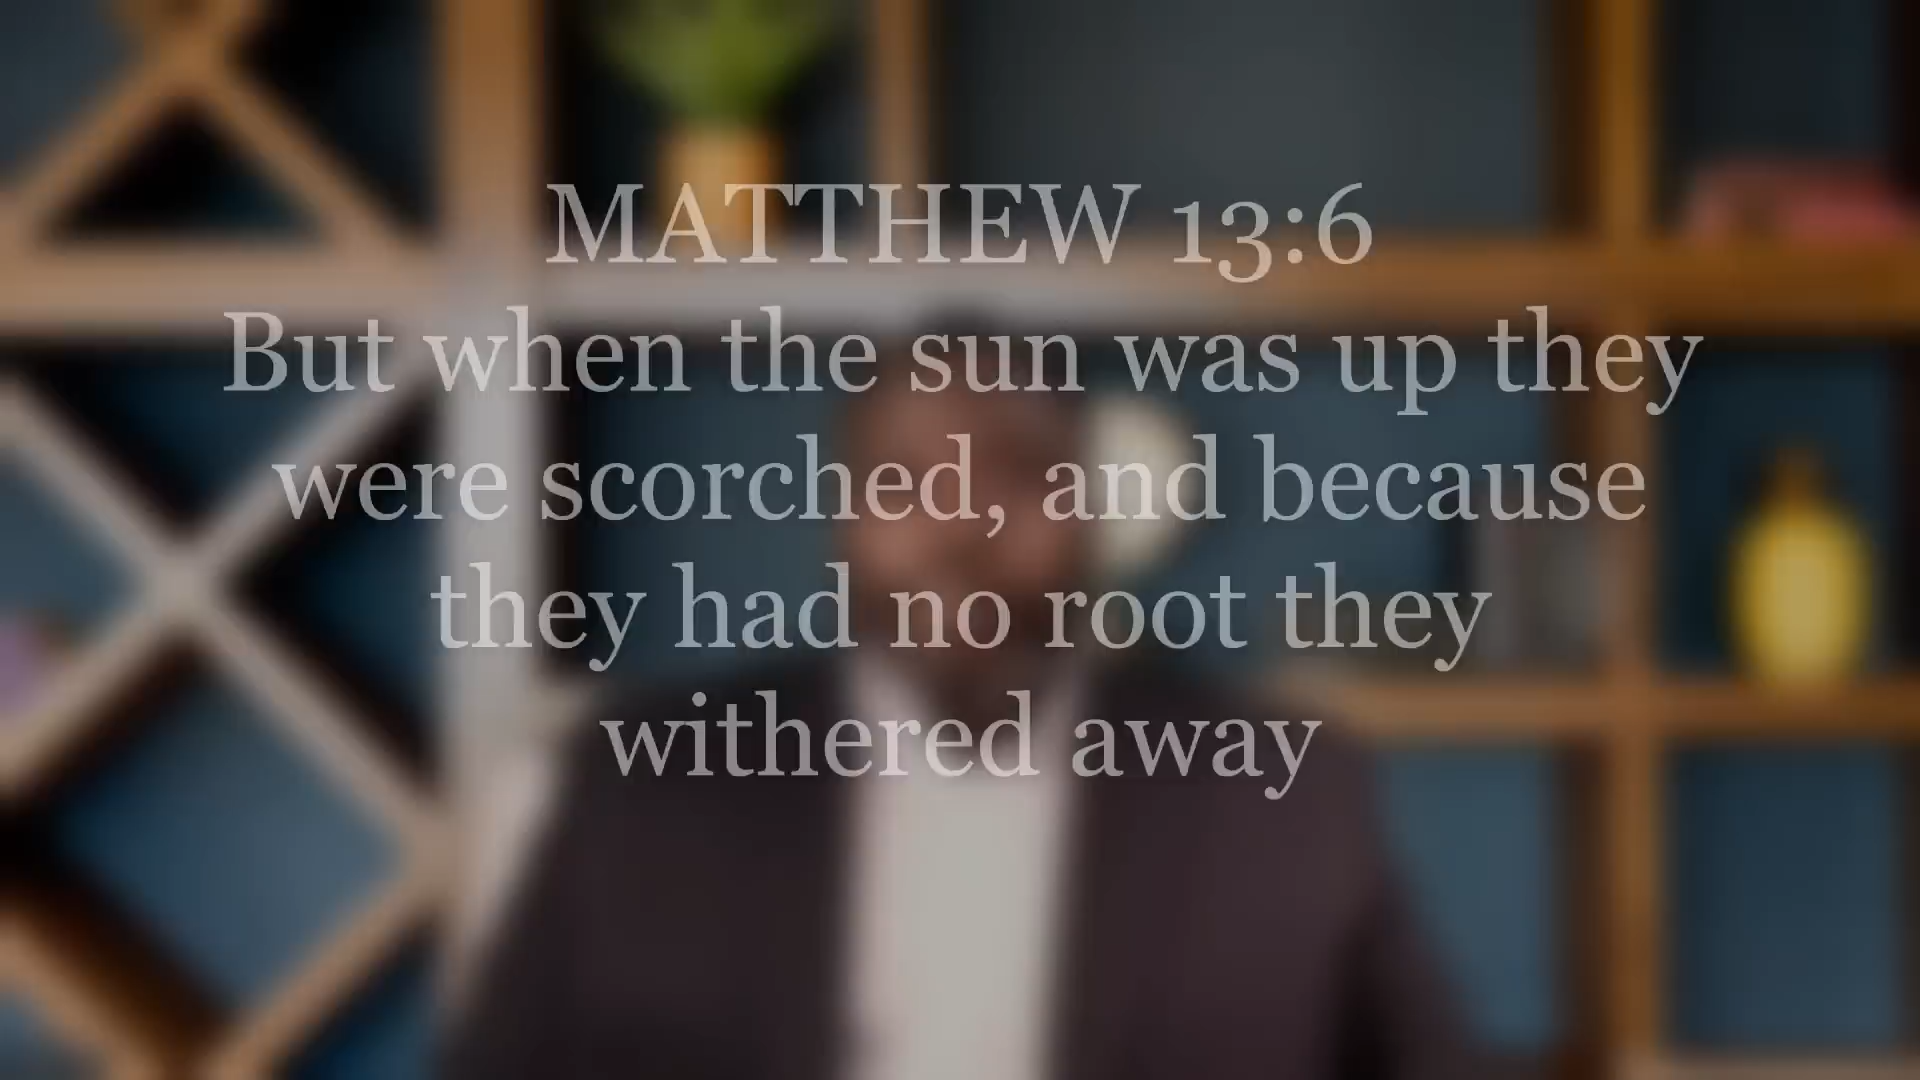 MATTHEW 13:6
But when the sun was up they
were scorched, and because
they had no root they
withered away